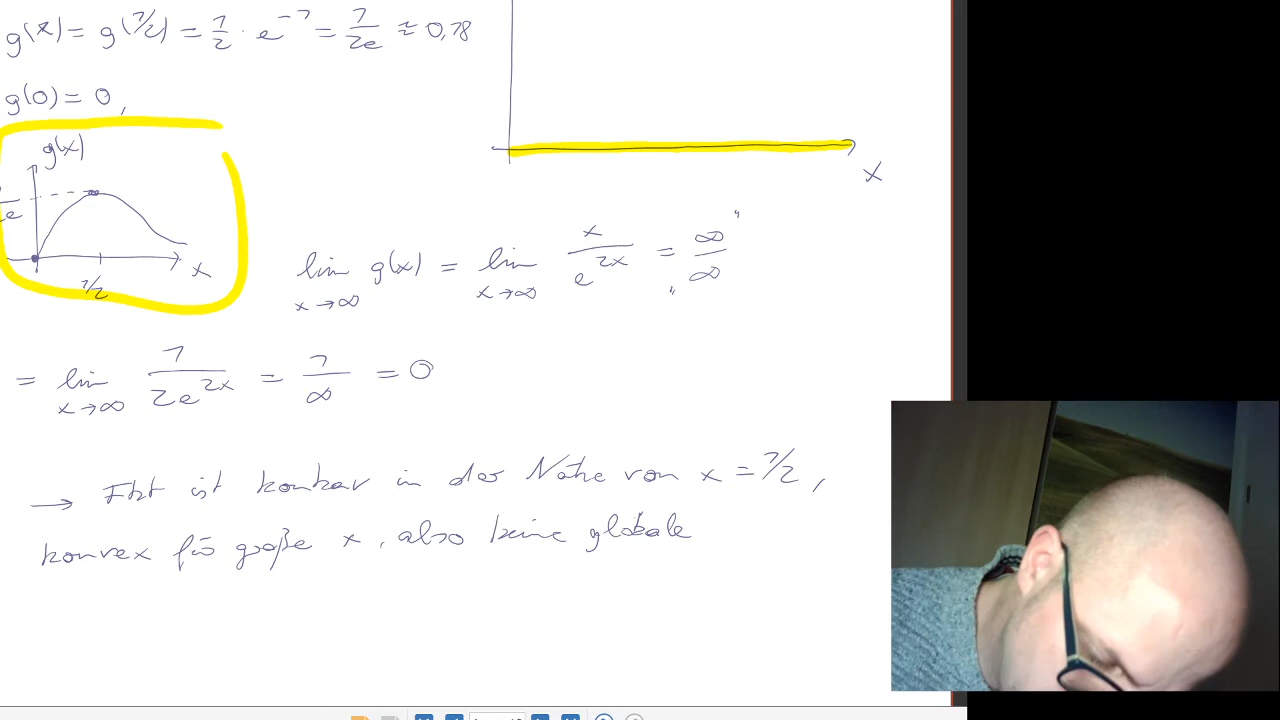 g(x) = g(1/2) = 1/2 · e^-1 = 1/2e ≈ 0,18
g(0) = 0,
g(x)
e
x
1/2
x
lim x→∞ g(x) = lim x→∞ x/e^2x = "∞/∞"
= lim x→∞ 1/2e^2x = 1/∞ = 0
→ Fkt ist konkav in der Nähe von x = 1/2,
konvex für große x, also keine globale